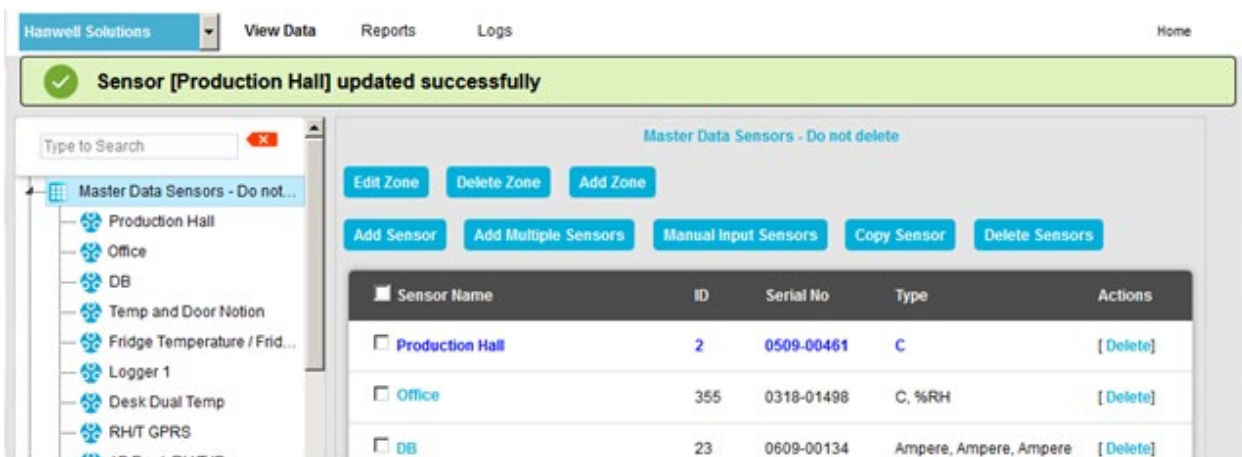 Hanwell Solutions View Data Reports Logs Home
Sensor [Production Hall] updated successfully
Type to Search
Master Data Sensors - Do not...
Production Hall
Office
DB
Temp and Door Notion
Fridge Temperature / Frid...
Logger 1
Desk Dual Temp
RH/T GPRS
Master Data Sensors - Do not delete
Edit Zone Delete Zone Add Zone
Add Sensor Add Multiple Sensors Manual Input Sensors Copy Sensor Delete Sensors
Sensor Name ID Serial No Type Actions
Production Hall 2 0509-00461 C [ Delete]
Office 355 0318-01498 C, %RH [ Delete]
DB 23 0609-00134 Ampere, Ampere, Ampere [ Delete]